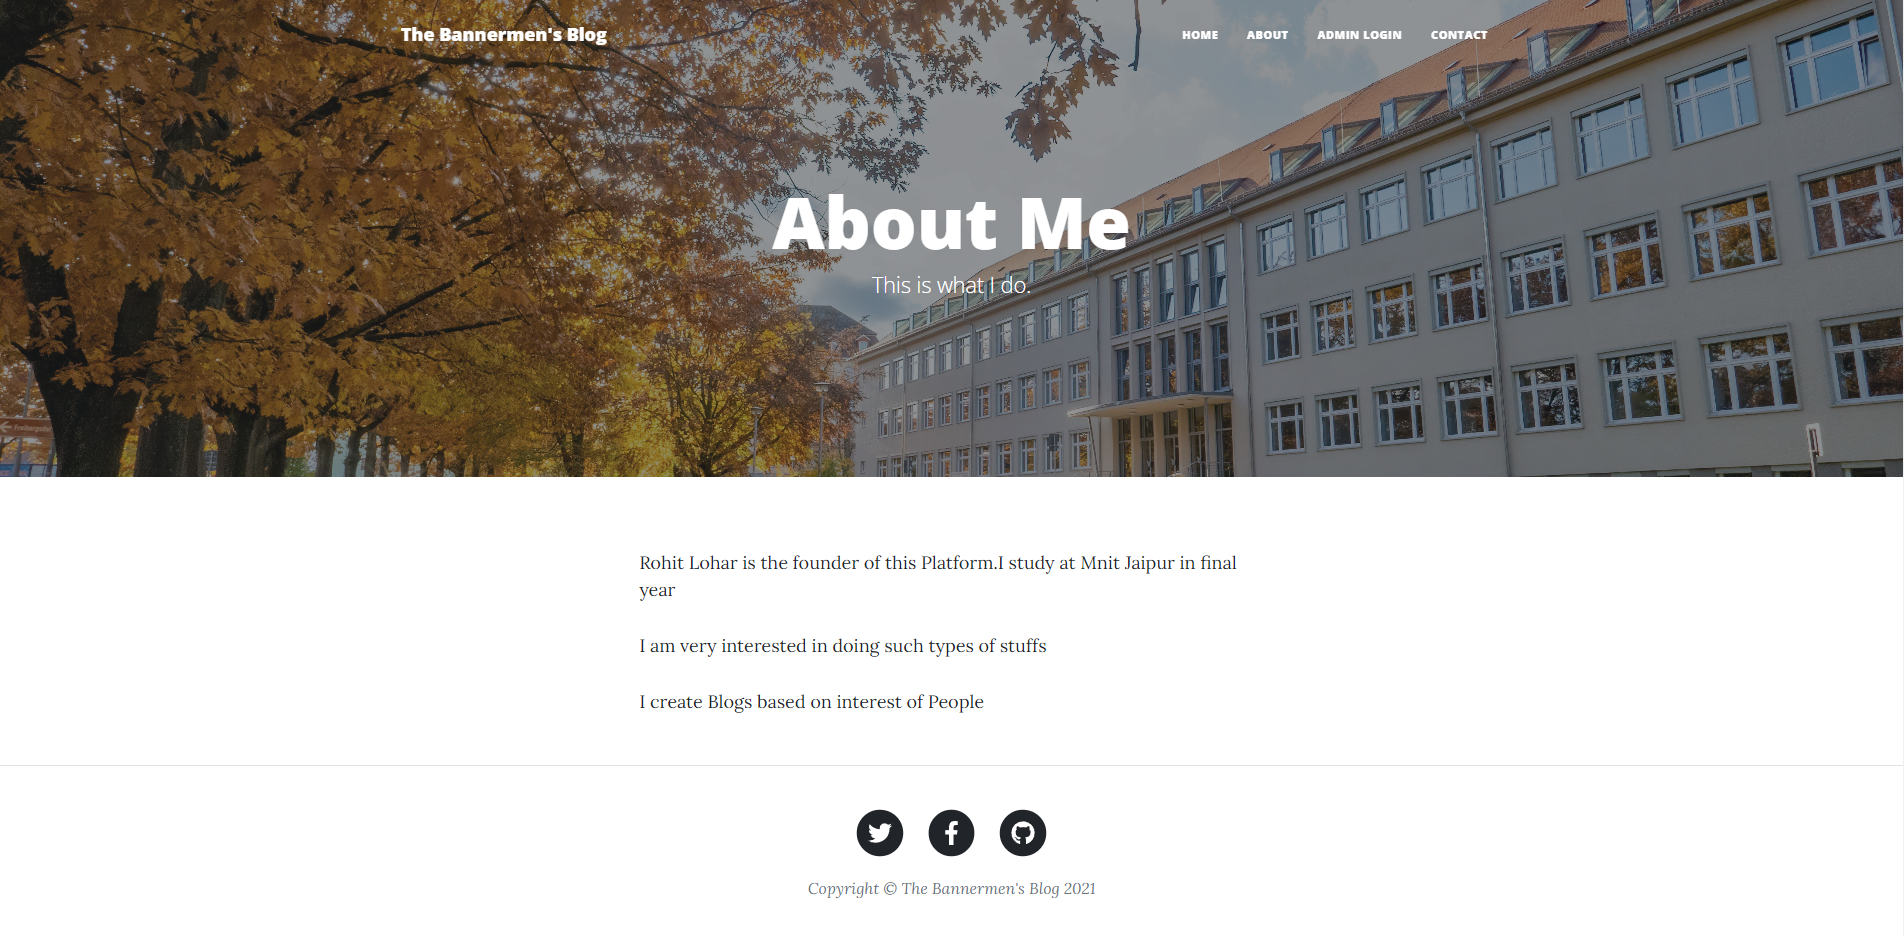 The Bannermen's Blog
HOME ABOUT ADMIN LOGIN CONTACT
About Me
This is what I do.
Rohit Lohar is the founder of this Platform.I study at Mnit Jaipur in final
year
I am very interested in doing such types of stuffs
I create Blogs based on interest of People
Copyright © The Bannermen's Blog 2021